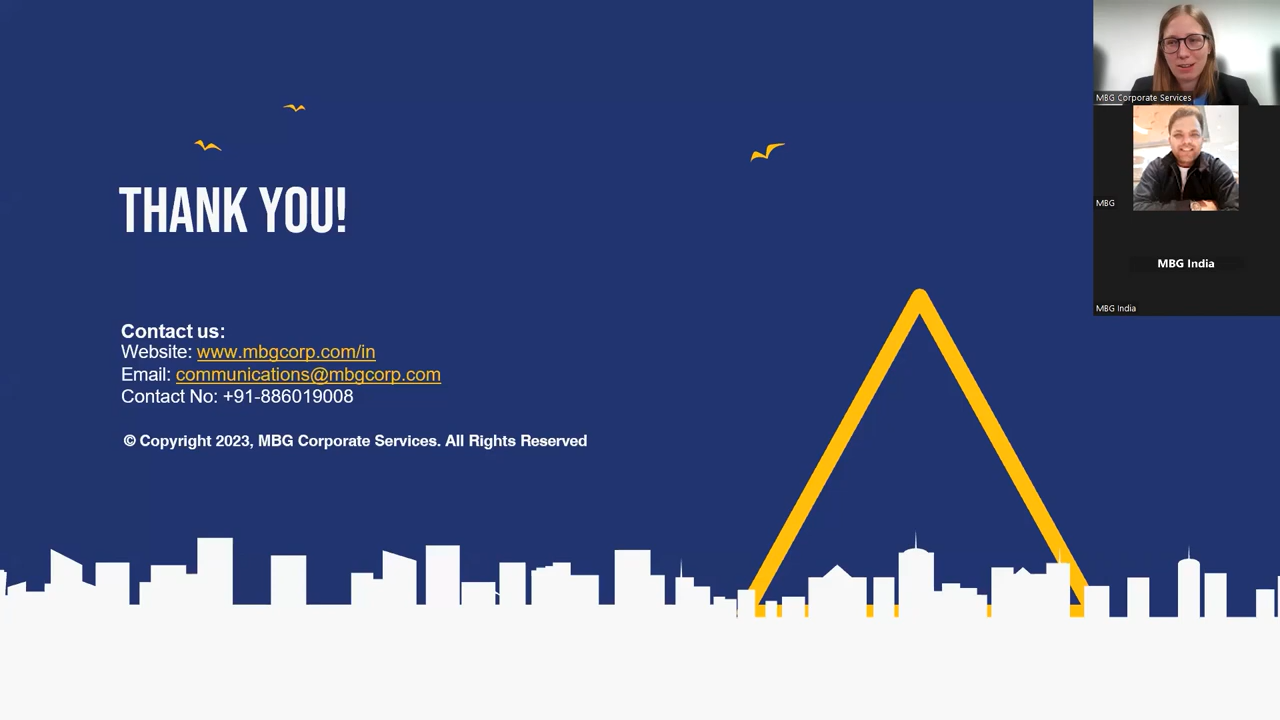 THANK YOU!
Contact us:
Website: www.mbgcorp.com/in
Email: communications@mbgcorp.com
Contact No: +91-886019008
© Copyright 2023, MBG Corporate Services. All Rights Reserved
MBG Corporate Services
MBG
MBG India
MBG India